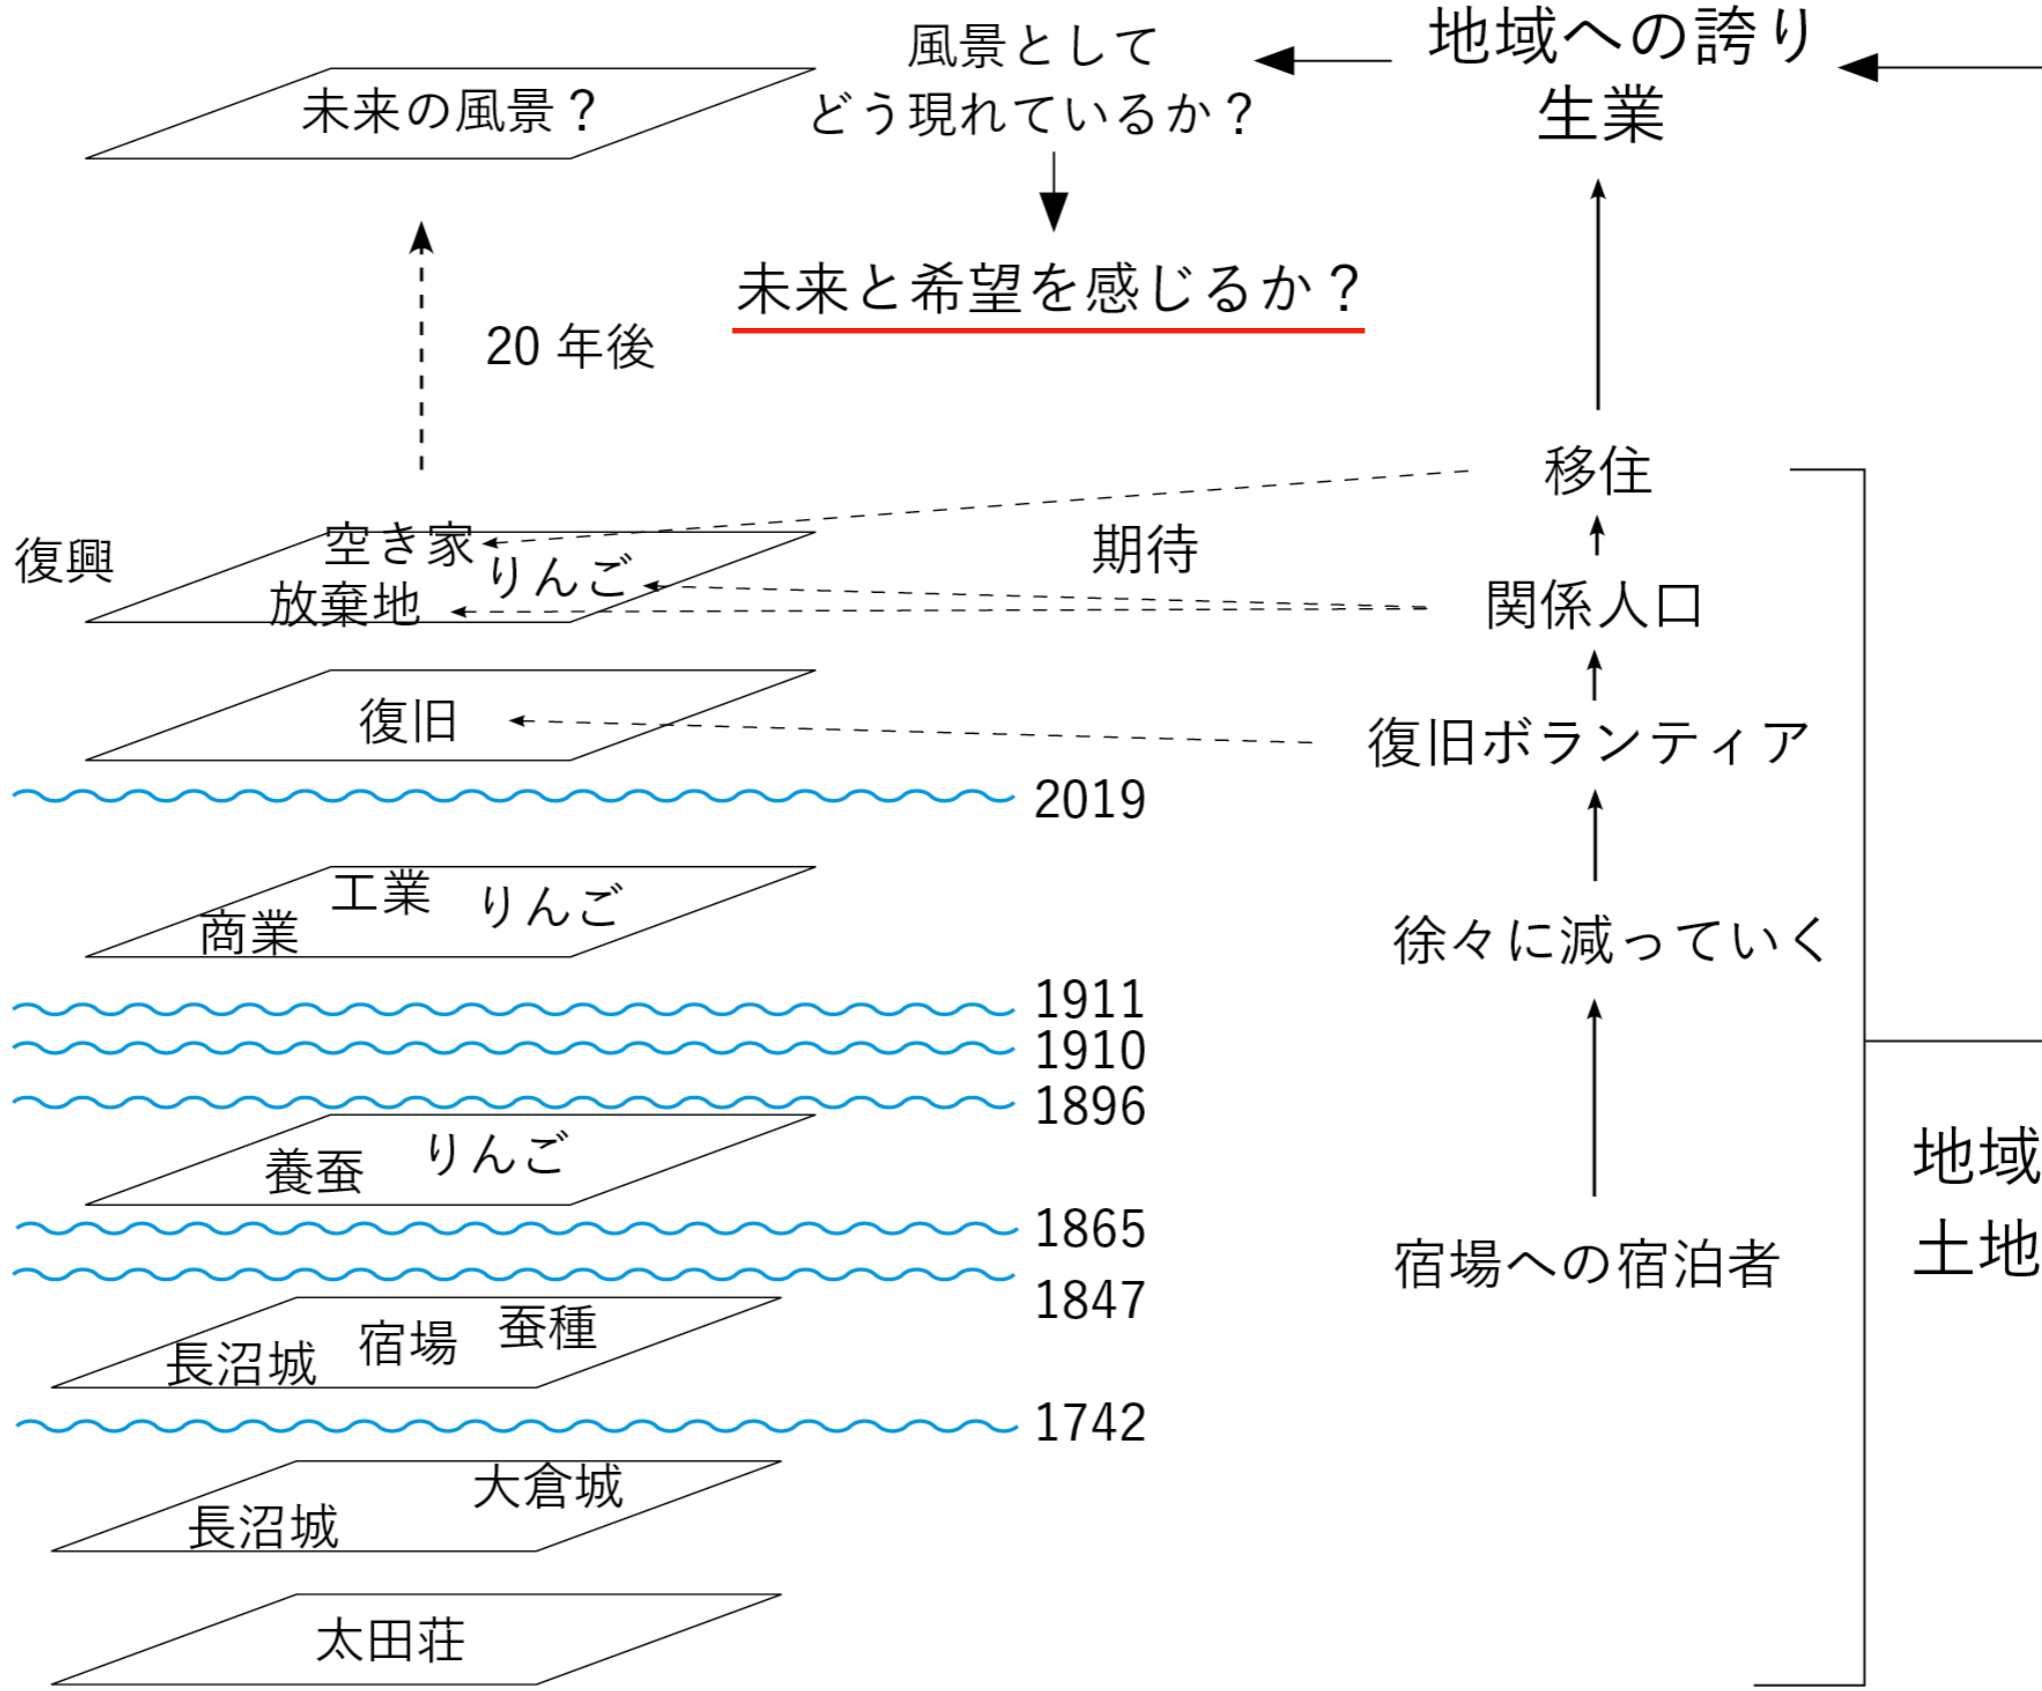 未来の風景？
風景として
どう現れているか？
地域への誇り
生業
未来と希望を感じるか？
20 年後
移住
復興
空き家
りんご
放棄地
期待
関係人口
復旧
復旧ボランティア
2019
工業
りんご
商業
徐々に減っていく
1911
1910
1896
りんご
養蚕
地域
土地
1865
宿場への宿泊者
1847
蚕種
宿場
長沼城
1742
大倉城
長沼城
太田荘